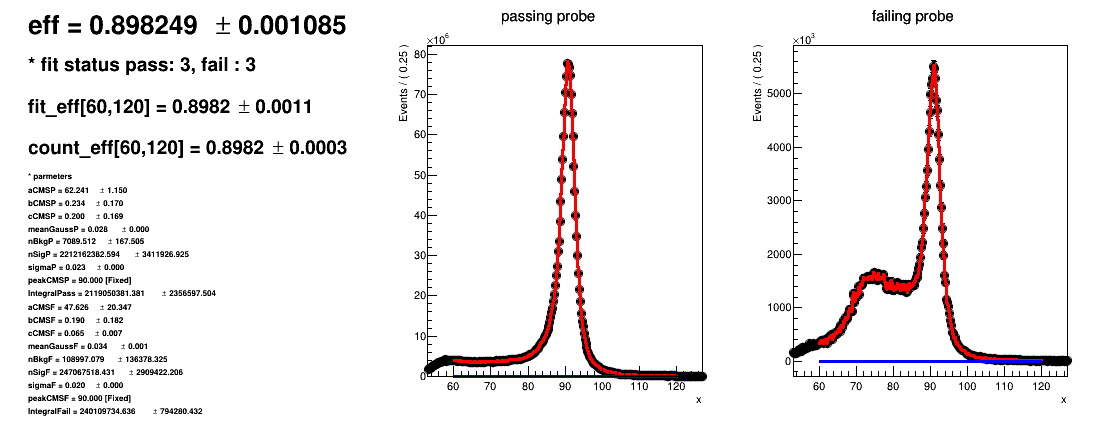 eff = 0.898249 ± 0.001085
* fit status pass: 3, fail : 3
fit_eff[60,120] = 0.8982 ± 0.0011
count_eff[60,120] = 0.8982 ± 0.0003
* parmeters
aCMSP = 62.241 ± 1.150
bCMSP = 0.234 ± 0.170
cCMSP = 0.200 ± 0.169
meanGaussP = 0.028 ± 0.000
nBkgP = 7089.512 ± 167.505
nSigP = 2212162382.594 ± 3411926.925
sigmaP = 0.023 ± 0.000
peakCMSP = 90.000 [Fixed]
IntegralPass = 2119050381.381 ± 2356597.504
aCMSF = 47.626 ± 20.347
bCMSF = 0.190 ± 0.182
cCMSF = 0.065 ± 0.007
meanGaussF = 0.034 ± 0.001
nBkgF = 108997.079 ± 136378.325
nSigF = 247067518.431 ± 2909422.206
sigmaF = 0.020 ± 0.000
peakCMSF = 90.000 [Fixed]
IntegralFail = 240109734.636 ± 794280.432
passing probe
×10⁶
Events / ( 0.25 )
80
70
60
50
40
30
20
10
0
60 70 80 90 100 110 120
x
failing probe
×10³
Events / ( 0.25 )
5000
4000
3000
2000
1000
0
60 70 80 90 100 110 120
x